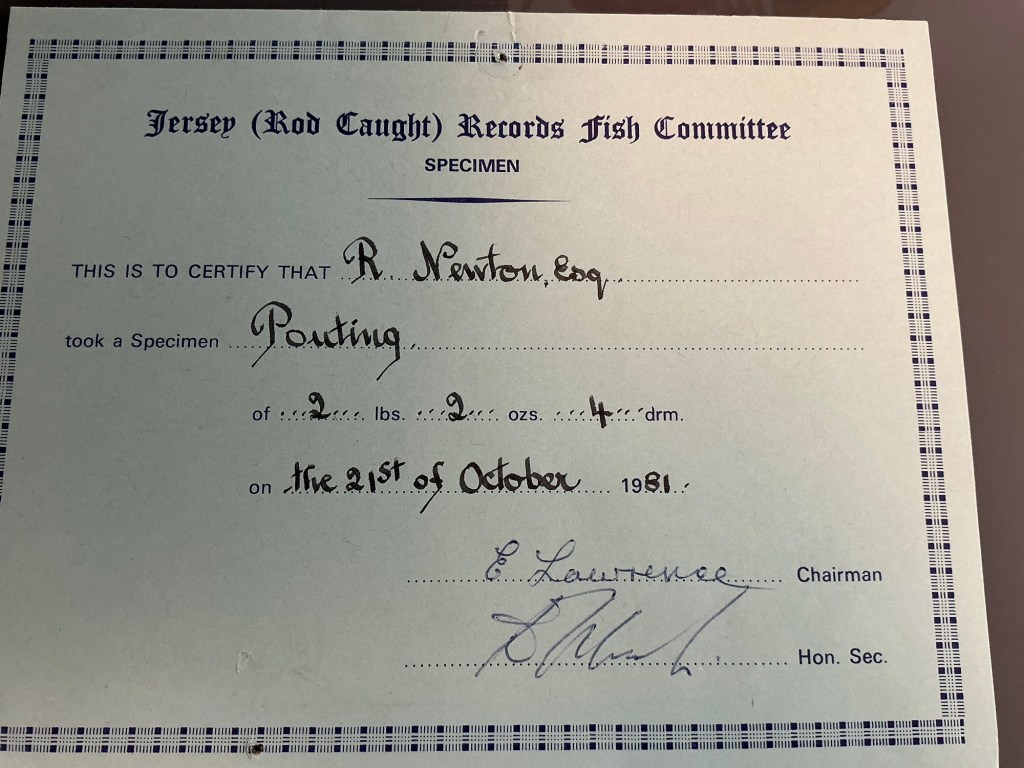 Jersey (Rod Caught) Records Fish Committee
SPECIMEN
THIS IS TO CERTIFY THAT R. Newton, Esq
took a Specimen Pouting
of 2 lbs. 2 ozs. 4 drm.
on the 21st of October 1981
E Lawrence Chairman
Hon. Sec.